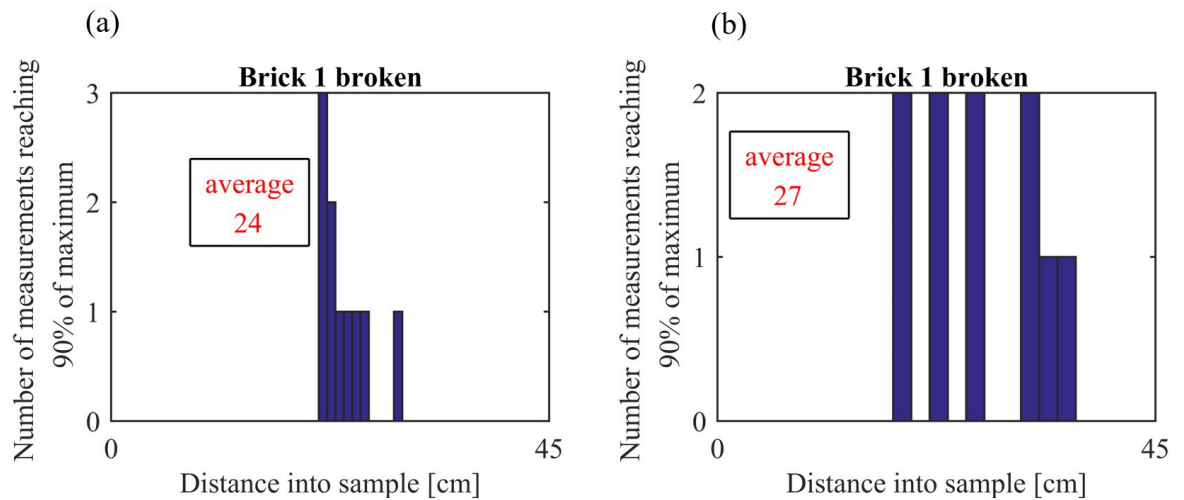 (a)
Brick 1 broken
Number of measurements reaching
90% of maximum
3
2
1
0
average
24
0
45
Distance into sample [cm]
(b)
Brick 1 broken
Number of measurements reaching
90% of maximum
2
1
0
average
27
0
45
Distance into sample [cm]